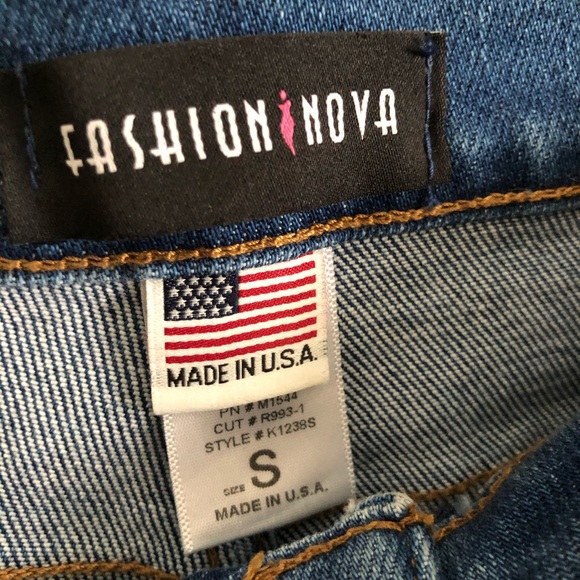 FASHION NOVA
MADE IN U.S.A.
PN # M1544
CUT # R993-1
STYLE # K1238S
SIZE S
MADE IN U.S.A.